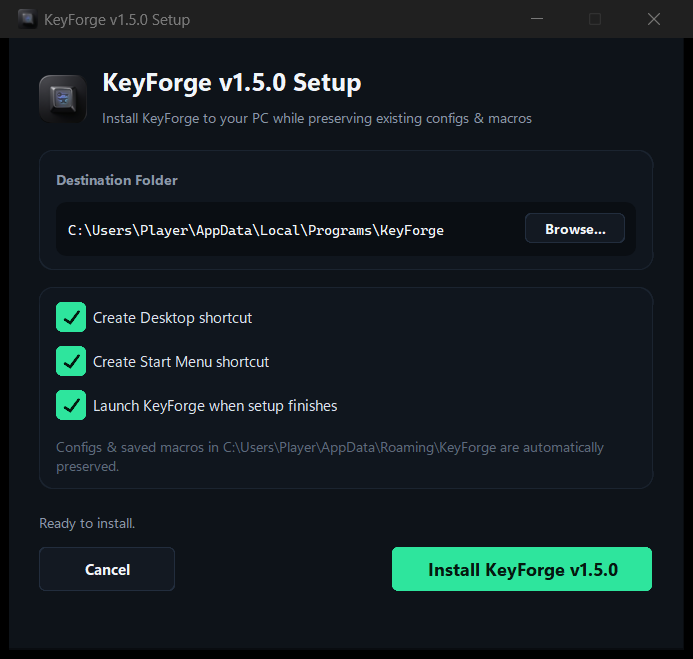 KeyForge v1.5.0 Setup
KeyForge v1.5.0 Setup
Install KeyForge to your PC while preserving existing configs & macros
Destination Folder
C:\Users\Player\AppData\Local\Programs\KeyForge
Browse...
Create Desktop shortcut
Create Start Menu shortcut
Launch KeyForge when setup finishes
Configs & saved macros in C:\Users\Player\AppData\Roaming\KeyForge are automatically
preserved.
Ready to install.
Cancel
Install KeyForge v1.5.0